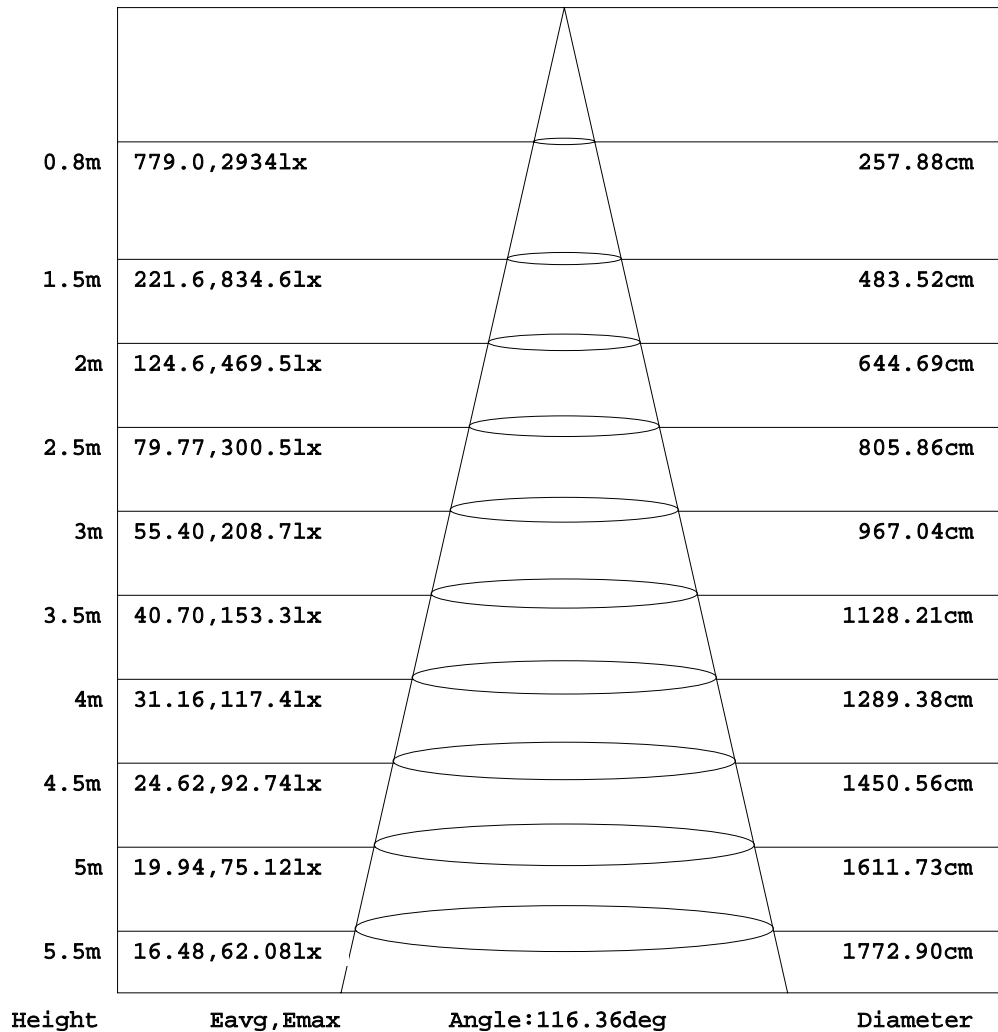 0.8m 779.0,2934lx 257.88cm
1.5m 221.6,834.6lx 483.52cm
2m 124.6,469.5lx 644.69cm
2.5m 79.77,300.5lx 805.86cm
3m 55.40,208.7lx 967.04cm
3.5m 40.70,153.3lx 1128.21cm
4m 31.16,117.4lx 1289.38cm
4.5m 24.62,92.74lx 1450.56cm
5m 19.94,75.12lx 1611.73cm
5.5m 16.48,62.08lx 1772.90cm
Height Eavg,Emax Angle:116.36deg Diameter